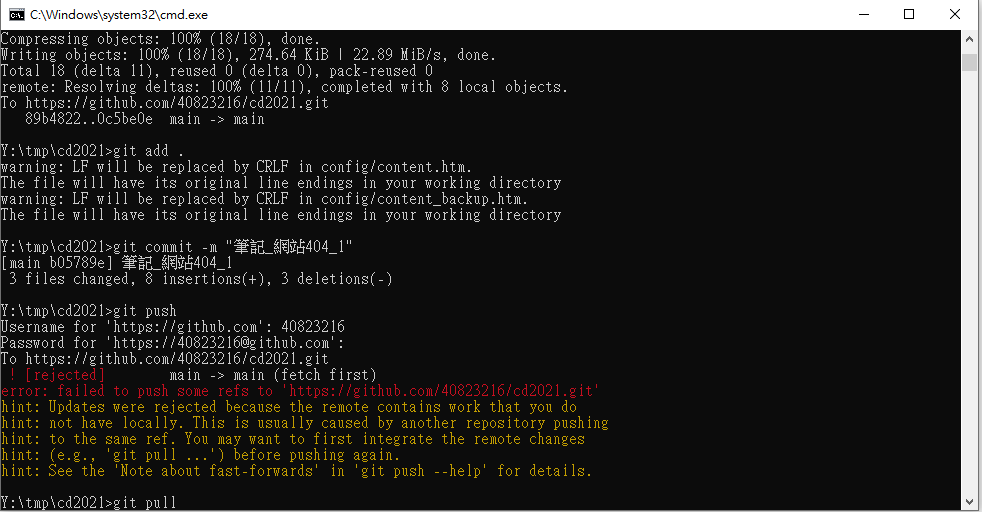 C:\Windows\system32\cmd.exe
Compressing objects: 100% (18/18), done.
Writing objects: 100% (18/18), 274.64 KiB | 22.89 MiB/s, done.
Total 18 (delta 11), reused 0 (delta 0), pack-reused 0
remote: Resolving deltas: 100% (11/11), completed with 8 local objects.
To https://github.com/40823216/cd2021.git
   89b4822..0c5be0e  main -> main
Y:\tmp\cd2021>git add .
warning: LF will be replaced by CRLF in config/content.htm.
The file will have its original line endings in your working directory
warning: LF will be replaced by CRLF in config/content_backup.htm.
The file will have its original line endings in your working directory
Y:\tmp\cd2021>git commit -m "筆記_網站404_1"
[main b05789e] 筆記_網站404_1
 3 files changed, 8 insertions(+), 3 deletions(-)
Y:\tmp\cd2021>git push
Username for 'https://github.com': 40823216
Password for 'https://40823216@github.com':
To https://github.com/40823216/cd2021.git
 ! [rejected]        main -> main (fetch first)
error: failed to push some refs to 'https://github.com/40823216/cd2021.git'
hint: Updates were rejected because the remote contains work that you do
hint: not have locally. This is usually caused by another repository pushing
hint: to the same ref. You may want to first integrate the remote changes
hint: (e.g., 'git pull ...') before pushing again.
hint: See the 'Note about fast-forwards' in 'git push --help' for details.
Y:\tmp\cd2021>git pull